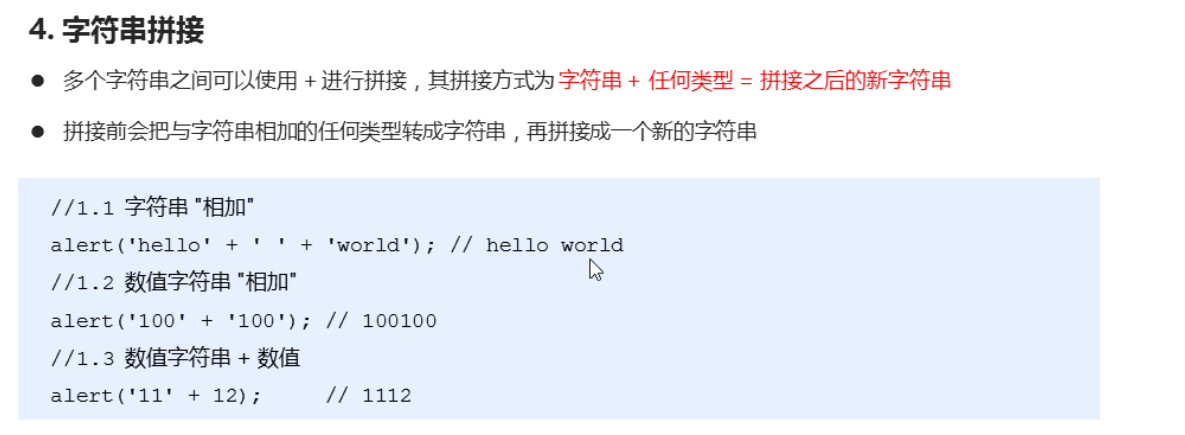 4. 字符串拼接
● 多个字符串之间可以使用 + 进行拼接，其拼接方式为 字符串 + 任何类型 = 拼接之后的新字符串
● 拼接前会把与字符串相加的任何类型转成字符串，再拼接成一个新的字符串
//1.1 字符串 "相加"
alert('hello' + ' ' + 'world'); // hello world
//1.2 数值字符串 "相加"
alert('100' + '100'); // 100100
//1.3 数值字符串 + 数值
alert('11' + 12);     // 1112